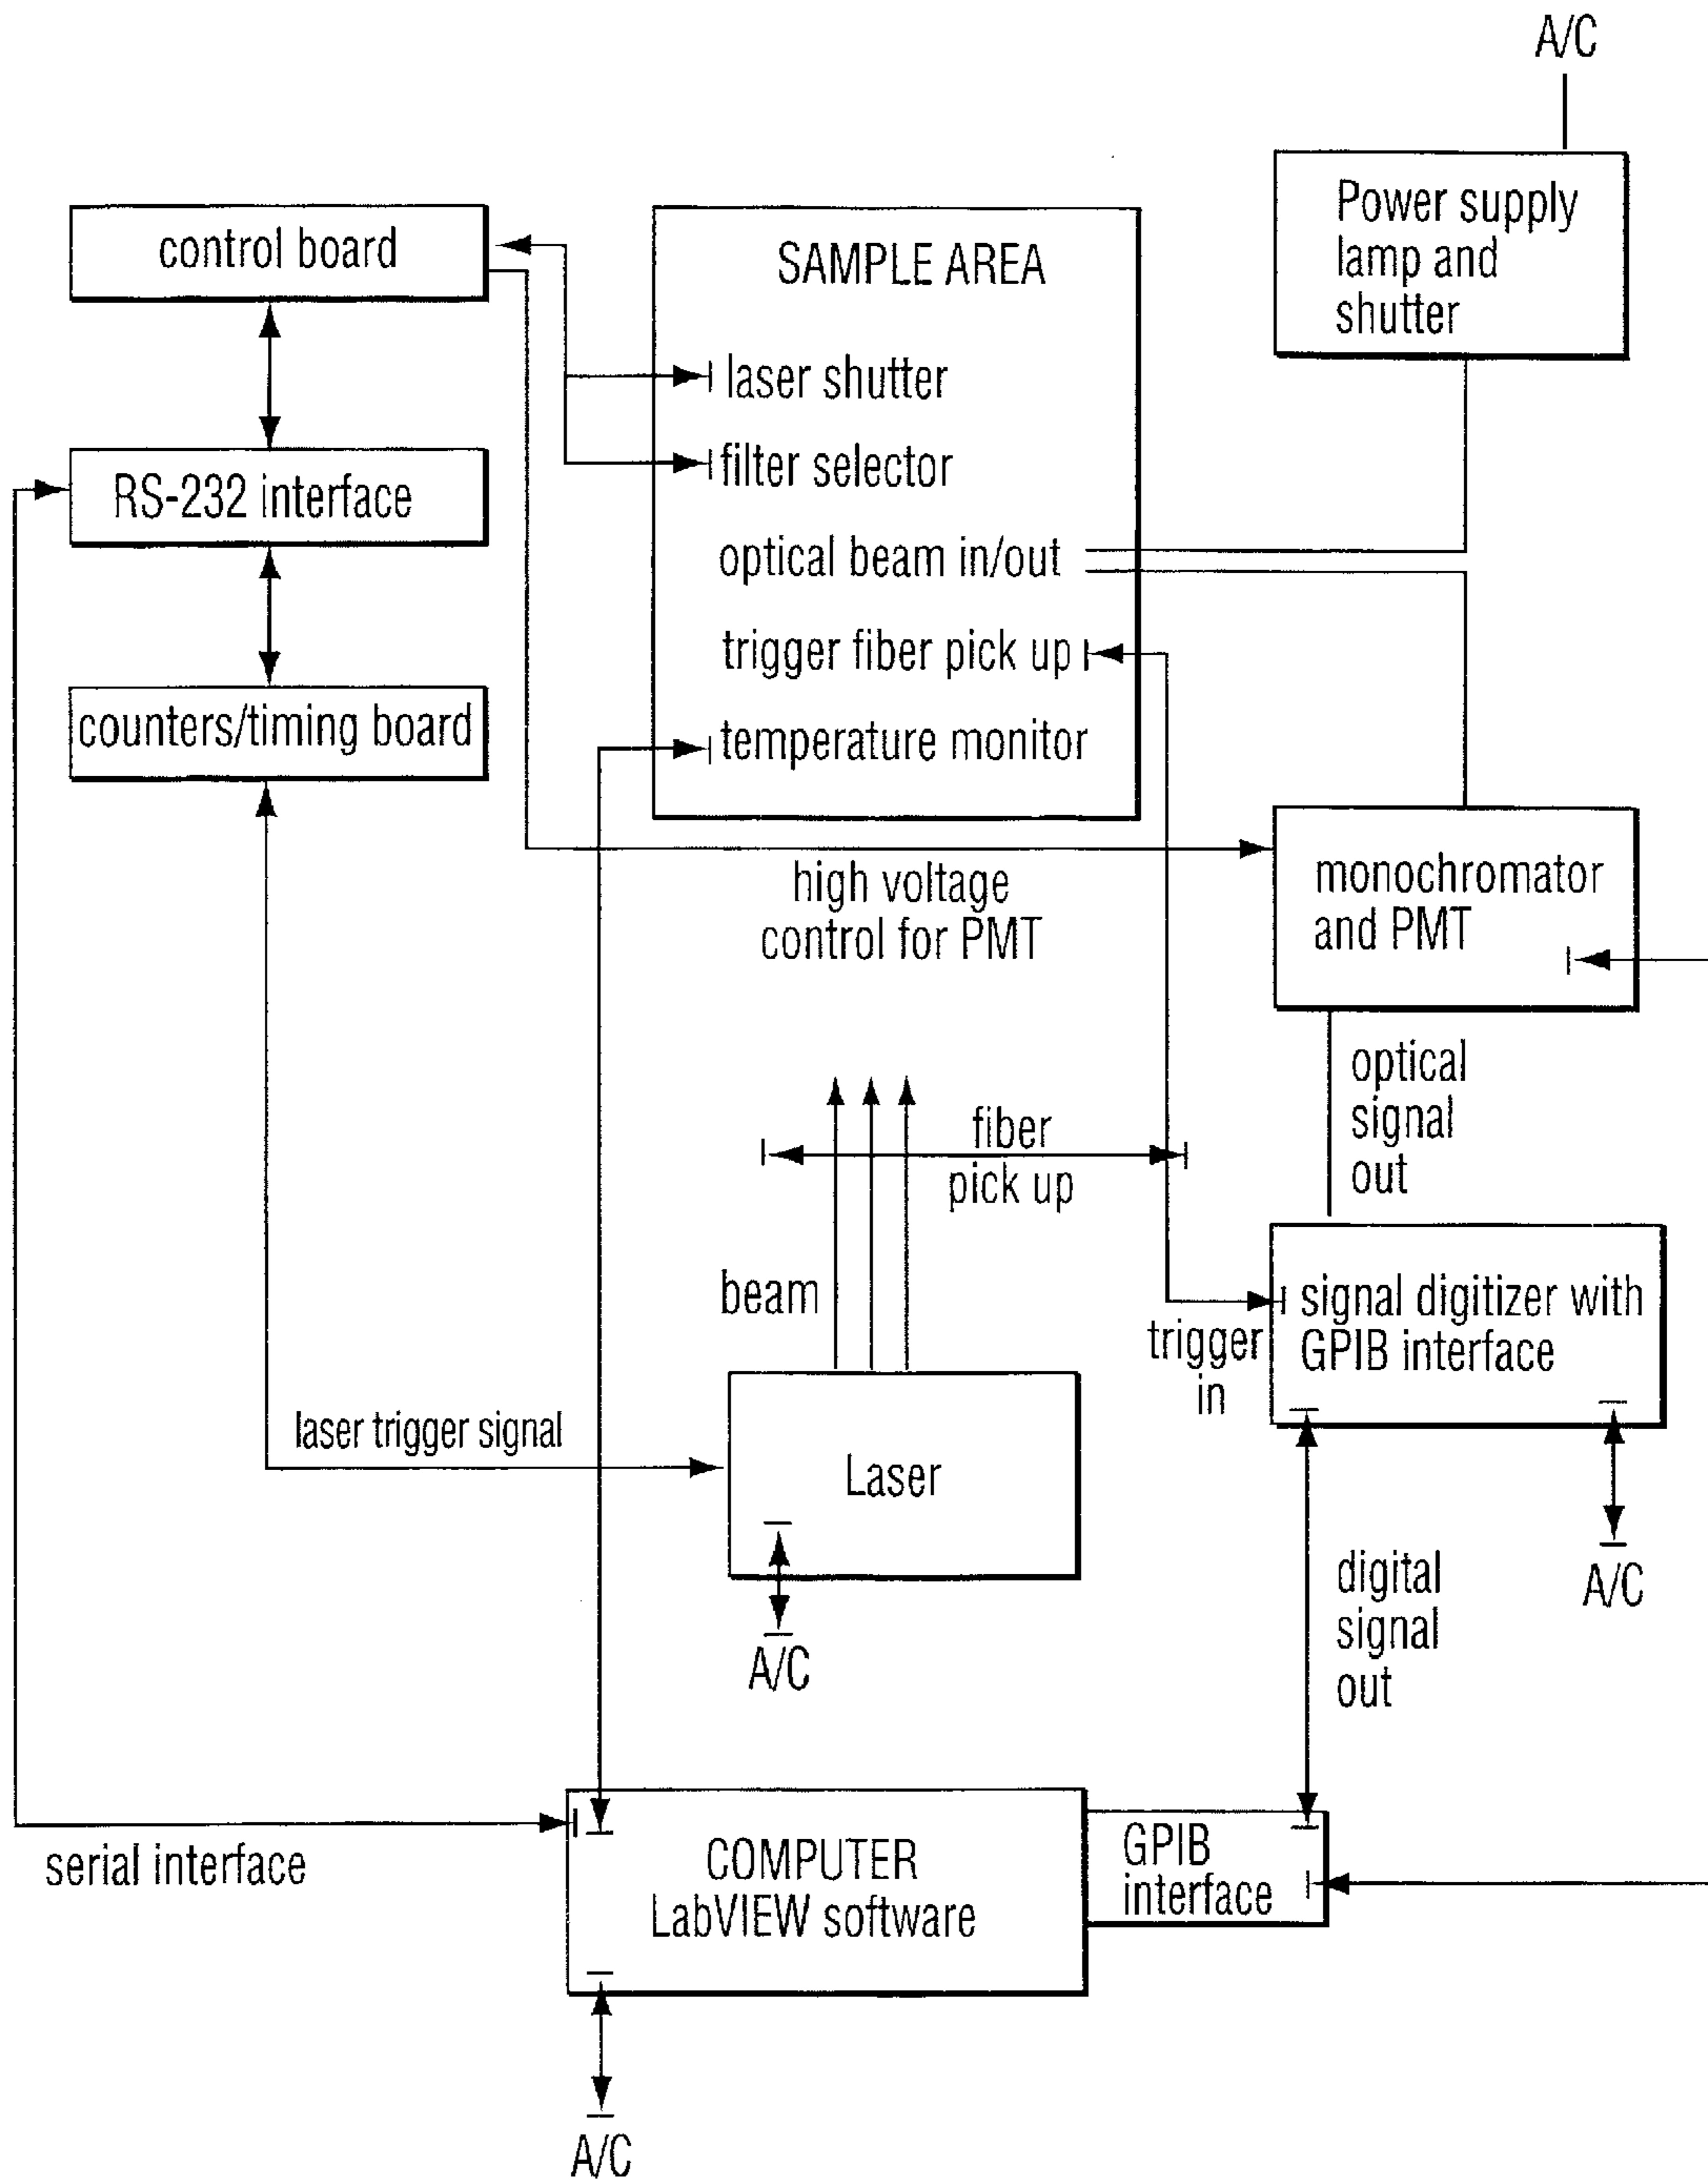 A/C
Power supply
lamp and
shutter
control board
SAMPLE AREA
laser shutter
filter selector
RS-232 interface
optical beam in/out
trigger fiber pick up
counters/timing board
temperature monitor
high voltage
control for PMT
monochromator
and PMT
optical
signal
out
fiber
pick up
beam
signal digitizer with
GPIB interface
trigger
in
laser trigger signal
Laser
A/C
digital
signal
out
A/C
serial interface
COMPUTER
LabVIEW software
GPIB
interface
A/C